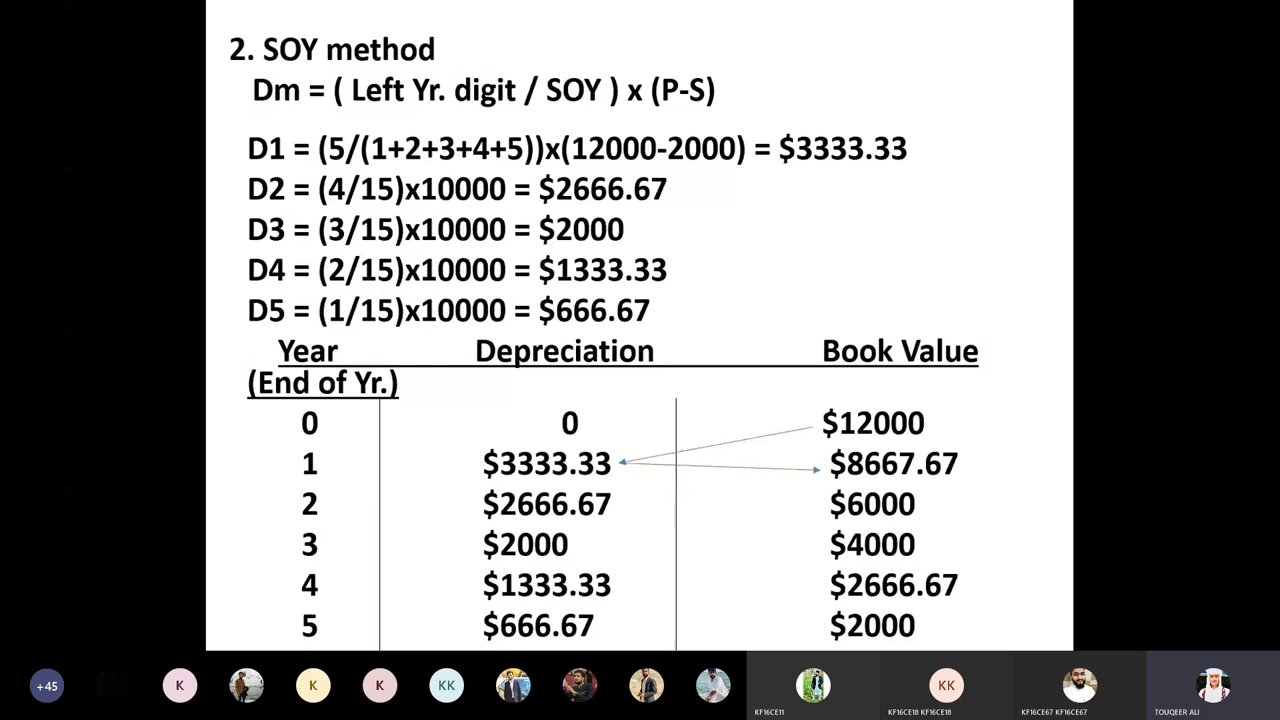 2. SOY method
Dm = ( Left Yr. digit / SOY ) x (P-S)
D1 = (5/(1+2+3+4+5))x(12000-2000) = $3333.33
D2 = (4/15)x10000 = $2666.67
D3 = (3/15)x10000 = $2000
D4 = (2/15)x10000 = $1333.33
D5 = (1/15)x10000 = $666.67
Year Depreciation Book Value
(End of Yr.)
0 0 $12000
1 $3333.33 $8667.67
2 $2666.67 $6000
3 $2000 $4000
4 $1333.33 $2666.67
5 $666.67 $2000
+45 K K K KK KK
KF16CE11 KF16CE18 KF16CE18 KF16CE67 KF16CE67 TOUQEER ALI